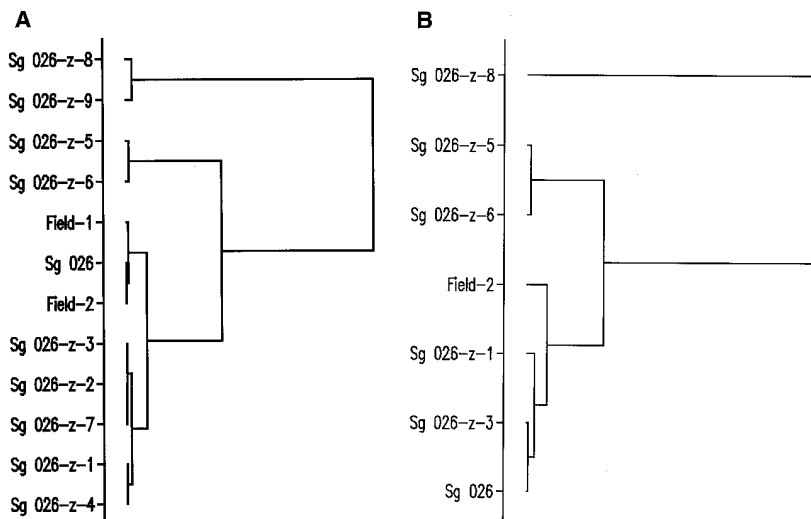 A
Sg 026-z-8
Sg 026-z-9
Sg 026-z-5
Sg 026-z-6
Field-1
Sg 026
Field-2
Sg 026-z-3
Sg 026-z-2
Sg 026-z-7
Sg 026-z-1
Sg 026-z-4
B
Sg 026-z-8
Sg 026-z-5
Sg 026-z-6
Field-2
Sg 026-z-1
Sg 026-z-3
Sg 026